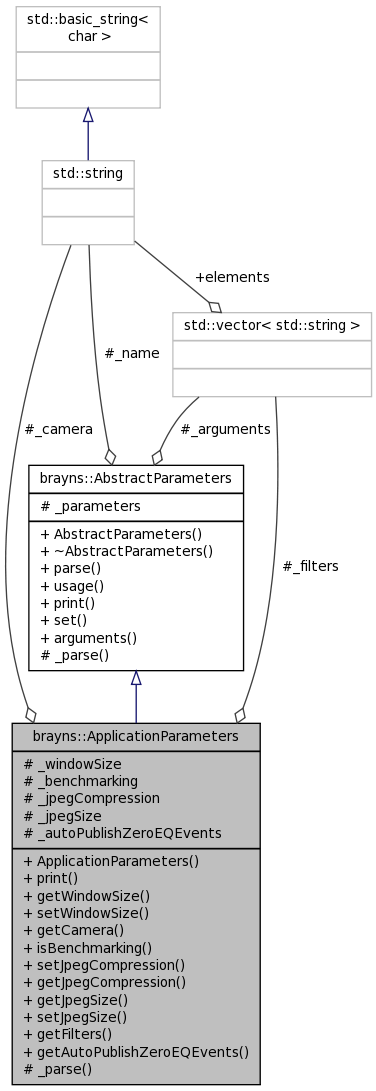 std::basic_string<
char >
std::string
+elements
std::vector< std::string >
#_name
#_camera
#_arguments
brayns::AbstractParameters
# _parameters
+ AbstractParameters()
+ ~AbstractParameters()
+ parse()
+ usage()
+ print()
+ set()
+ arguments()
# _parse()
#_filters
brayns::ApplicationParameters
# _windowSize
# _benchmarking
# _jpegCompression
# _jpegSize
# _autoPublishZeroEQEvents
+ ApplicationParameters()
+ print()
+ getWindowSize()
+ setWindowSize()
+ getCamera()
+ isBenchmarking()
+ setJpegCompression()
+ getJpegCompression()
+ getJpegSize()
+ setJpegSize()
+ getFilters()
+ getAutoPublishZeroEQEvents()
# _parse()